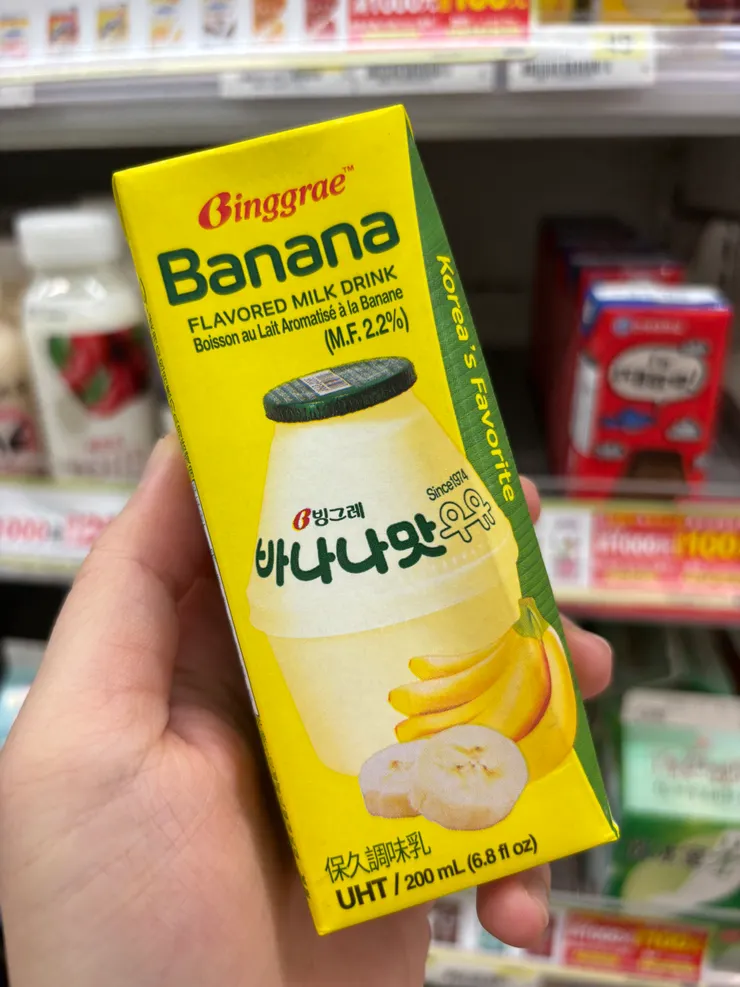 Binggrae™
Banana
FLAVORED MILK DRINK
Boisson au Lait Aromatisé à la Banane
(M.F. 2.2%)
Korea's Favorite
Since1974
빙그레
바나나맛우유
保久調味乳
UHT / 200 mL (6.8 fl oz)